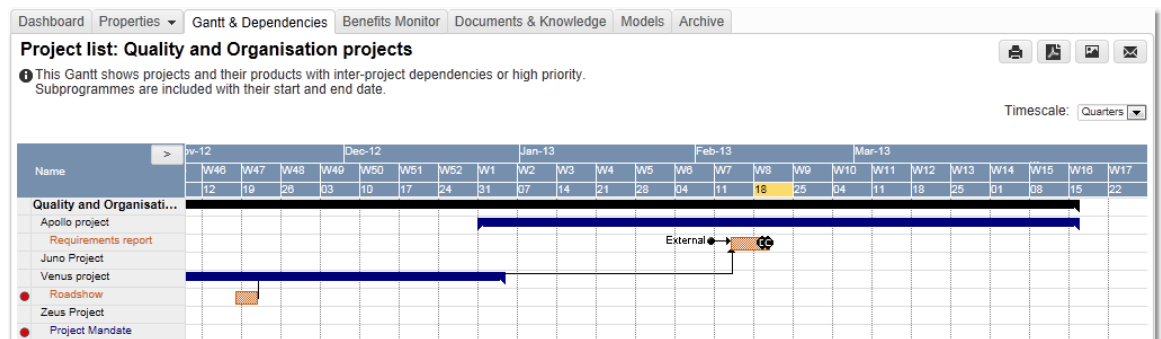 Dashboard Properties Gantt & Dependencies Benefits Monitor Documents & Knowledge Models Archive
Project list: Quality and Organisation projects
This Gantt shows projects and their products with inter-project dependencies or high priority.
Subprogrammes are included with their start and end date.
Timescale: Quarters
> ov-12 Dec-12 Jan-13 Feb-13 Mar-13
Name W46 W47 W48 W49 W50 W51 W52 W1 W2 W3 W4 W5 W6 W7 W8 W9 W10 W11 W12 W13 W14 W15 W16 W17
12 19 26 03 10 17 24 31 07 14 21 28 04 11 18 25 04 11 18 25 01 08 15 22
Quality and Organisati...
Apollo project
Requirements report External
Juno Project
Venus project
Roadshow
Zeus Project
Project Mandate